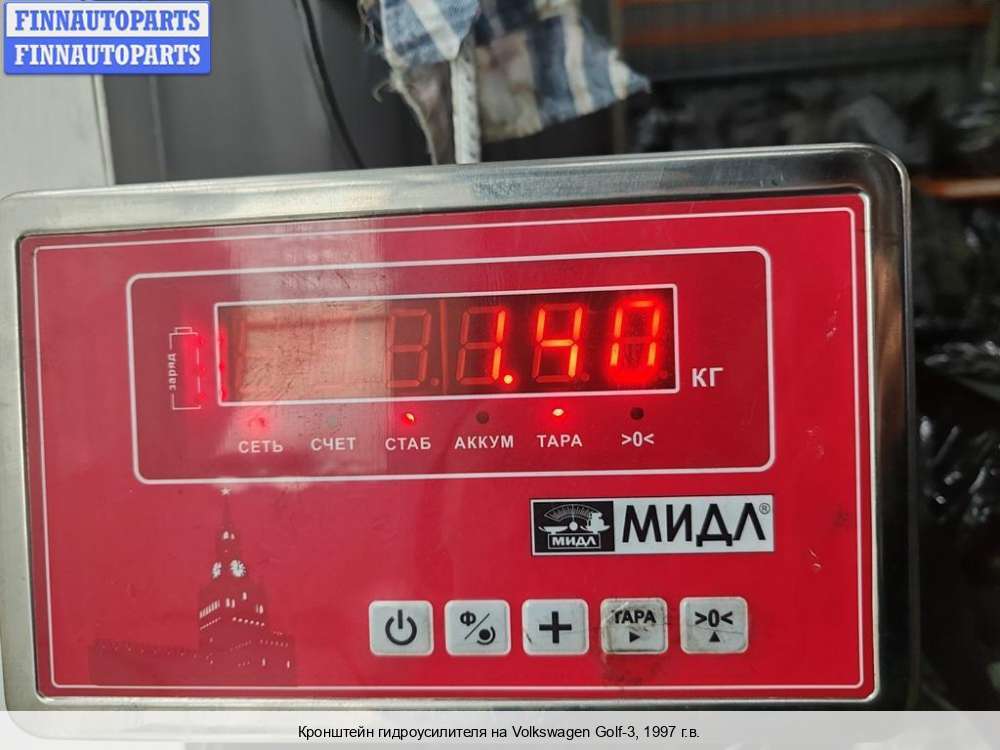 FINNAUTOPARTS
FINNAUTOPARTS
заряд
1.40
КГ
СЕТЬ СЧЕТ СТАБ АККУМ ТАРА >0<
МИДЛ МИДЛ®
Ф/ + ТАРА >0<
Кронштейн гидроусилителя на Volkswagen Golf-3, 1997 г.в.